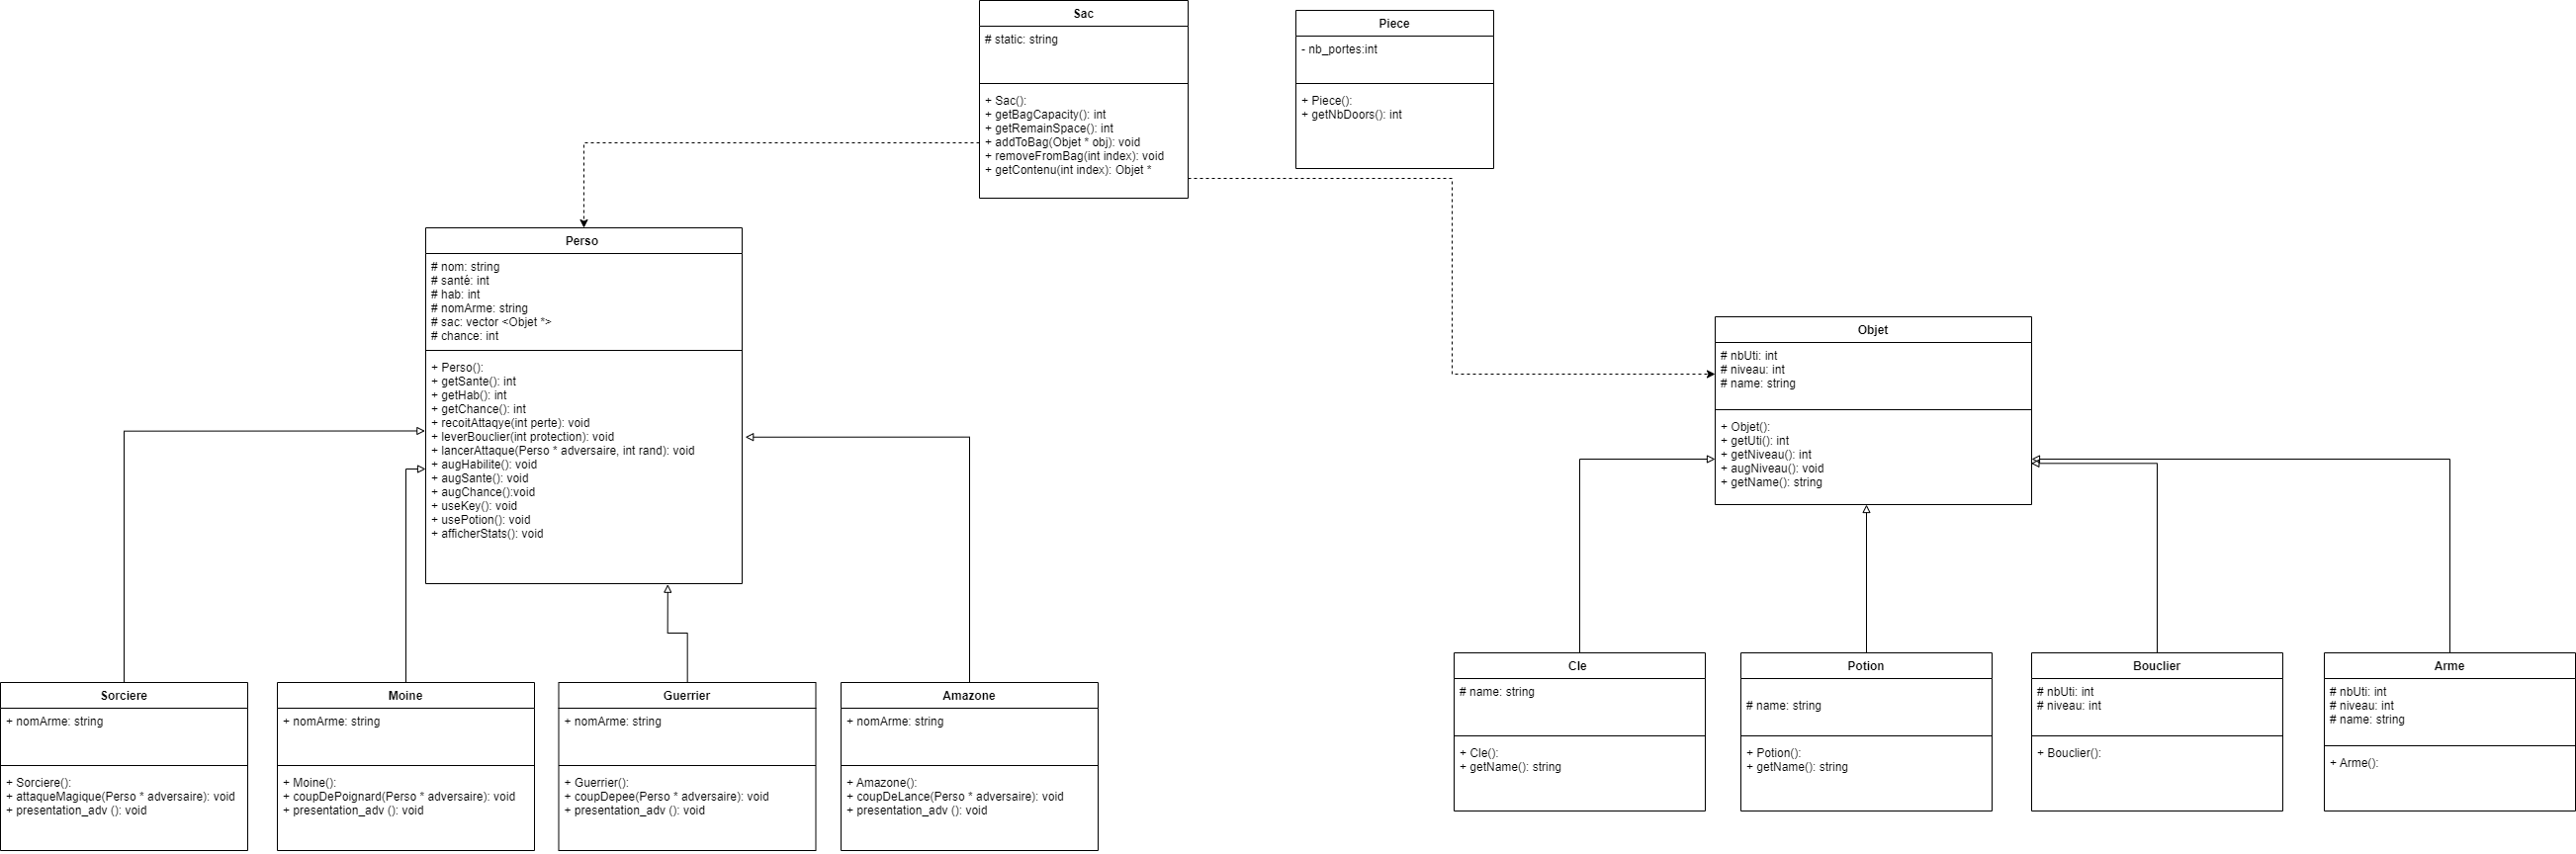 Sac
# static: string
+ Sac():
+ getBagCapacity(): int
+ getRemainSpace(): int
+ addToBag(Objet * obj): void
+ removeFromBag(int index): void
+ getContenu(int index): Objet *
Piece
- nb_portes:int
+ Piece():
+ getNbDoors(): int
Perso
# nom: string
# santé: int
# hab: int
# nomArme: string
# sac: vector <Objet *>
# chance: int
+ Perso():
+ getSante(): int
+ getHab(): int
+ getChance(): int
+ recoitAttaqye(int perte): void
+ leverBouclier(int protection): void
+ lancerAttaque(Perso * adversaire, int rand): void
+ augHabilite(): void
+ augSante(): void
+ augChance():void
+ useKey(): void
+ usePotion(): void
+ afficherStats(): void
Objet
# nbUti: int
# niveau: int
# name: string
+ Objet():
+ getUti(): int
+ getNiveau(): int
+ augNiveau(): void
+ getName(): string
Sorciere
+ nomArme: string
+ Sorciere():
+ attaqueMagique(Perso * adversaire): void
+ presentation_adv (): void
Moine
+ nomArme: string
+ Moine():
+ coupDePoignard(Perso * adversaire): void
+ presentation_adv (): void
Guerrier
+ nomArme: string
+ Guerrier():
+ coupDepee(Perso * adversaire): void
+ presentation_adv (): void
Amazone
+ nomArme: string
+ Amazone():
+ coupDeLance(Perso * adversaire): void
+ presentation_adv (): void
Cle
# name: string
+ Cle():
+ getName(): string
Potion
# name: string
+ Potion():
+ getName(): string
Bouclier
# nbUti: int
# niveau: int
+ Bouclier():
Arme
# nbUti: int
# niveau: int
# name: string
+ Arme():